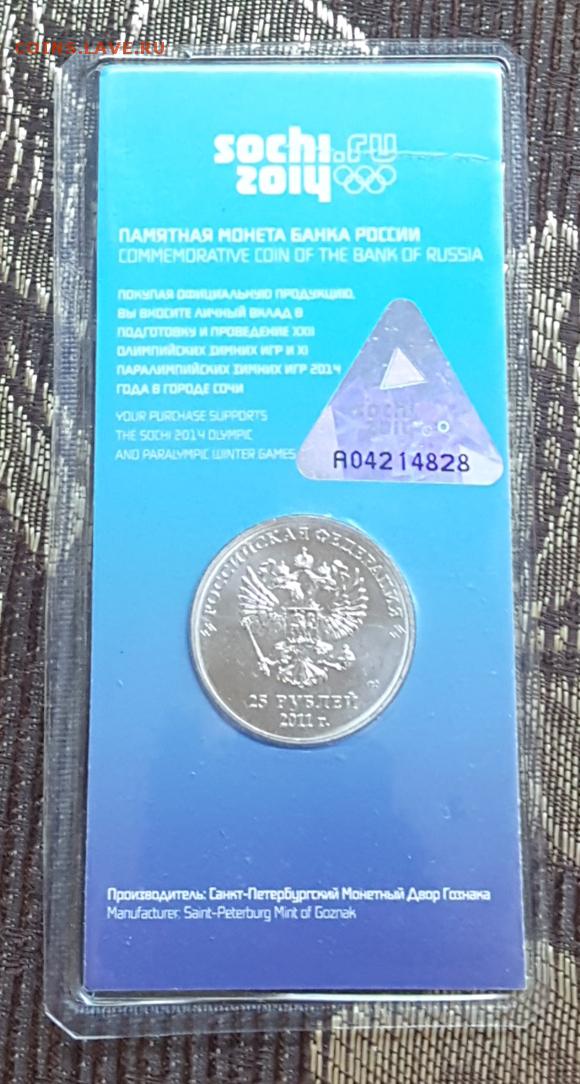 COINS.LAVE.RU
sochi.ru
2014
ПАМЯТНАЯ МОНЕТА БАНКА РОССИИ
COMMEMORATIVE COIN OF THE BANK OF RUSSIA
ПОКУПАЯ ОФИЦИАЛЬНУЮ ПРОДУКЦИЮ,
ВЫ ВНОСИТЕ ЛИЧНЫЙ ВКЛАД В
ПОДГОТОВКУ И ПРОВЕДЕНИЕ XXII
ОЛИМПИЙСКИХ ЗИМНИХ ИГР И XI
ПАРАЛИМПИЙСКИХ ЗИМНИХ ИГР 2014
ГОДА В ГОРОДЕ СОЧИ
YOUR PURCHASE SUPPORTS
THE SOCHI 2014 OLYMPIC
AND PARALYMPIC WINTER GAMES
sochi
2014
A04214828
РОССИЙСКАЯ ФЕДЕРАЦИЯ
25 РУБЛЕЙ
2011 г.
Производитель: Санкт-Петербургский Монетный Двор Гознака
Manufacturer: Saint-Peterburg Mint of Goznak